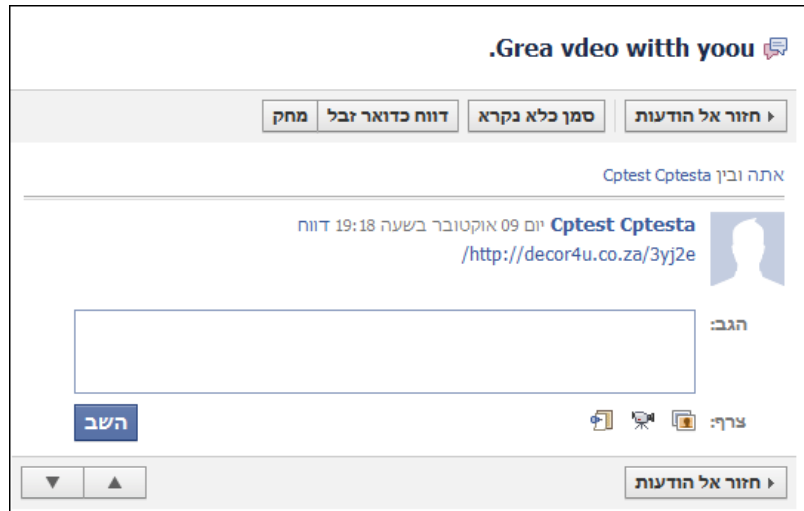 .Grea vdeo witth yoou
חזור אל הודעות סמן כלא נקרא דווח כדואר זבל מחק
אתה ובין Cptest Cptesta
Cptest Cptesta יום 09 אוקטובר בשעה 19:18 דווח
/http://decor4u.co.za/3yj2e
הגב:
צרף: השב
חזור אל הודעות